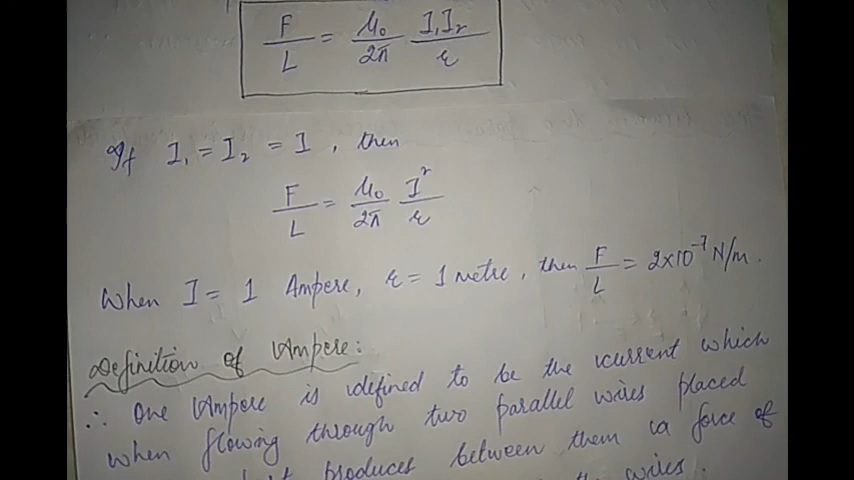 F/L = μ₀/2π I₁I₂/r
If I₁ = I₂ = I , then
F/L = μ₀/2π I²/r
When I = 1 Ampere, r = 1 metre, then F/L = 2×10⁻⁷ N/m.
Definition of Ampere:
∴ One Ampere is defined to be the current which
when flowing through two parallel wires placed
produces between them a force of
the wires.